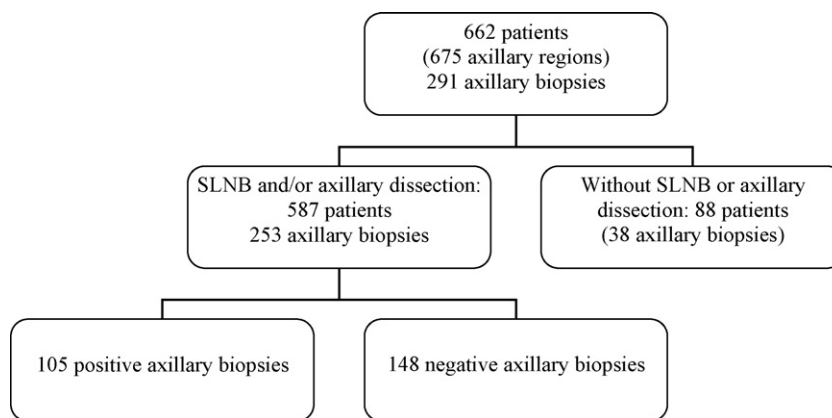 662 patients
(675 axillary regions)
291 axillary biopsies
SLNB and/or axillary dissection:
587 patients
253 axillary biopsies
Without SLNB or axillary
dissection: 88 patients
(38 axillary biopsies)
105 positive axillary biopsies
148 negative axillary biopsies